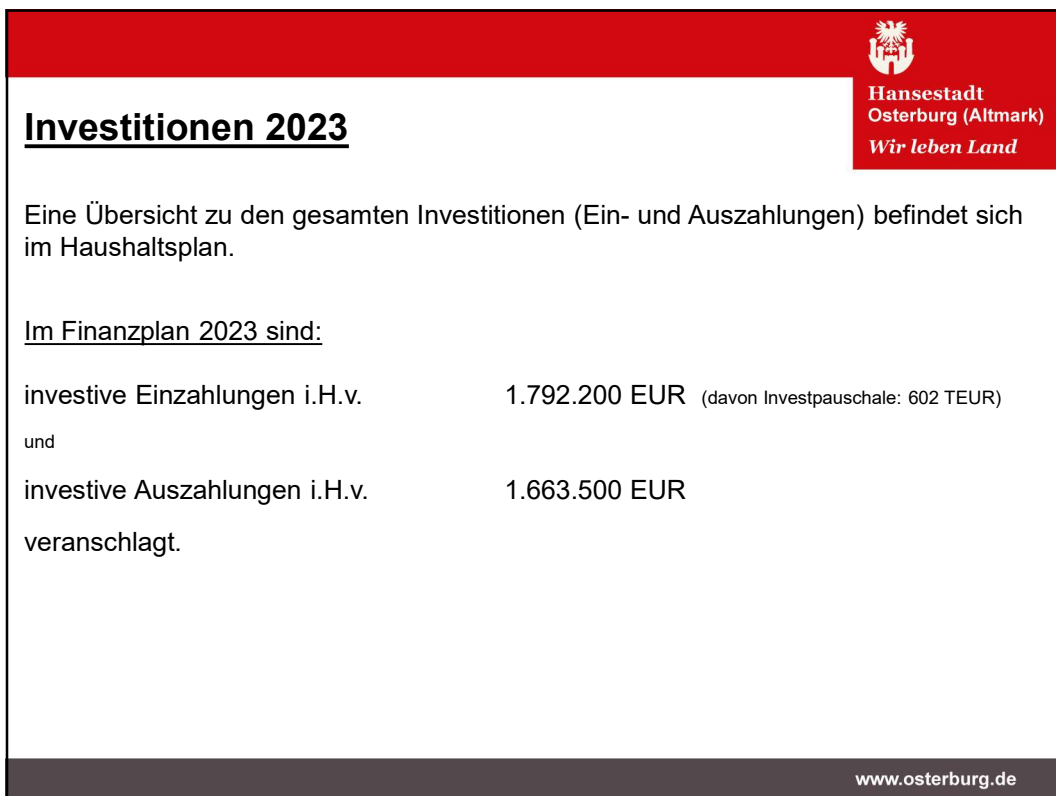 Hansestadt
Osterburg (Altmark)
Wir leben Land
Investitionen 2023
Eine Übersicht zu den gesamten Investitionen (Ein- und Auszahlungen) befindet sich
im Haushaltsplan.
Im Finanzplan 2023 sind:
investive Einzahlungen i.H.v. 1.792.200 EUR (davon Investpauschale: 602 TEUR)
und
investive Auszahlungen i.H.v. 1.663.500 EUR
veranschlagt.
www.osterburg.de